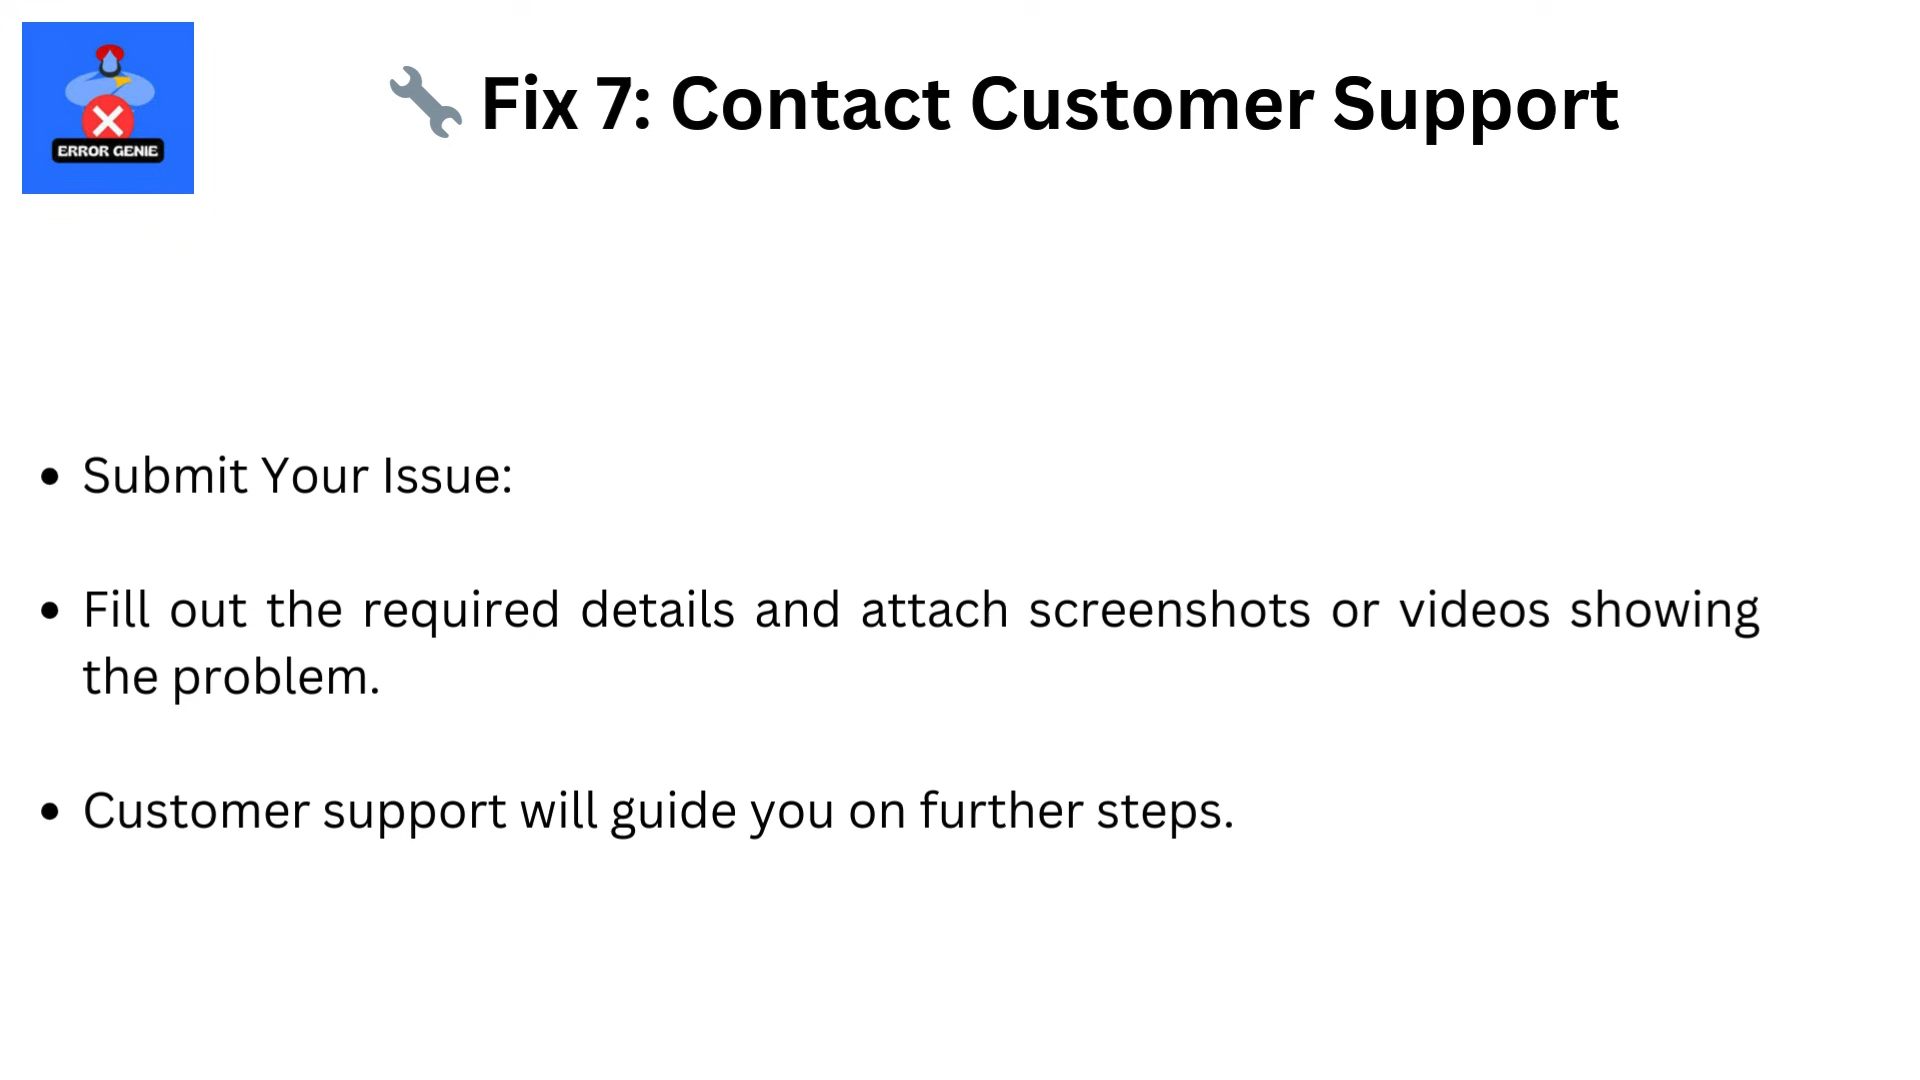 ERROR GENIE
🔧 Fix 7: Contact Customer Support
• Submit Your Issue:
• Fill out the required details and attach screenshots or videos showing
the problem.
• Customer support will guide you on further steps.